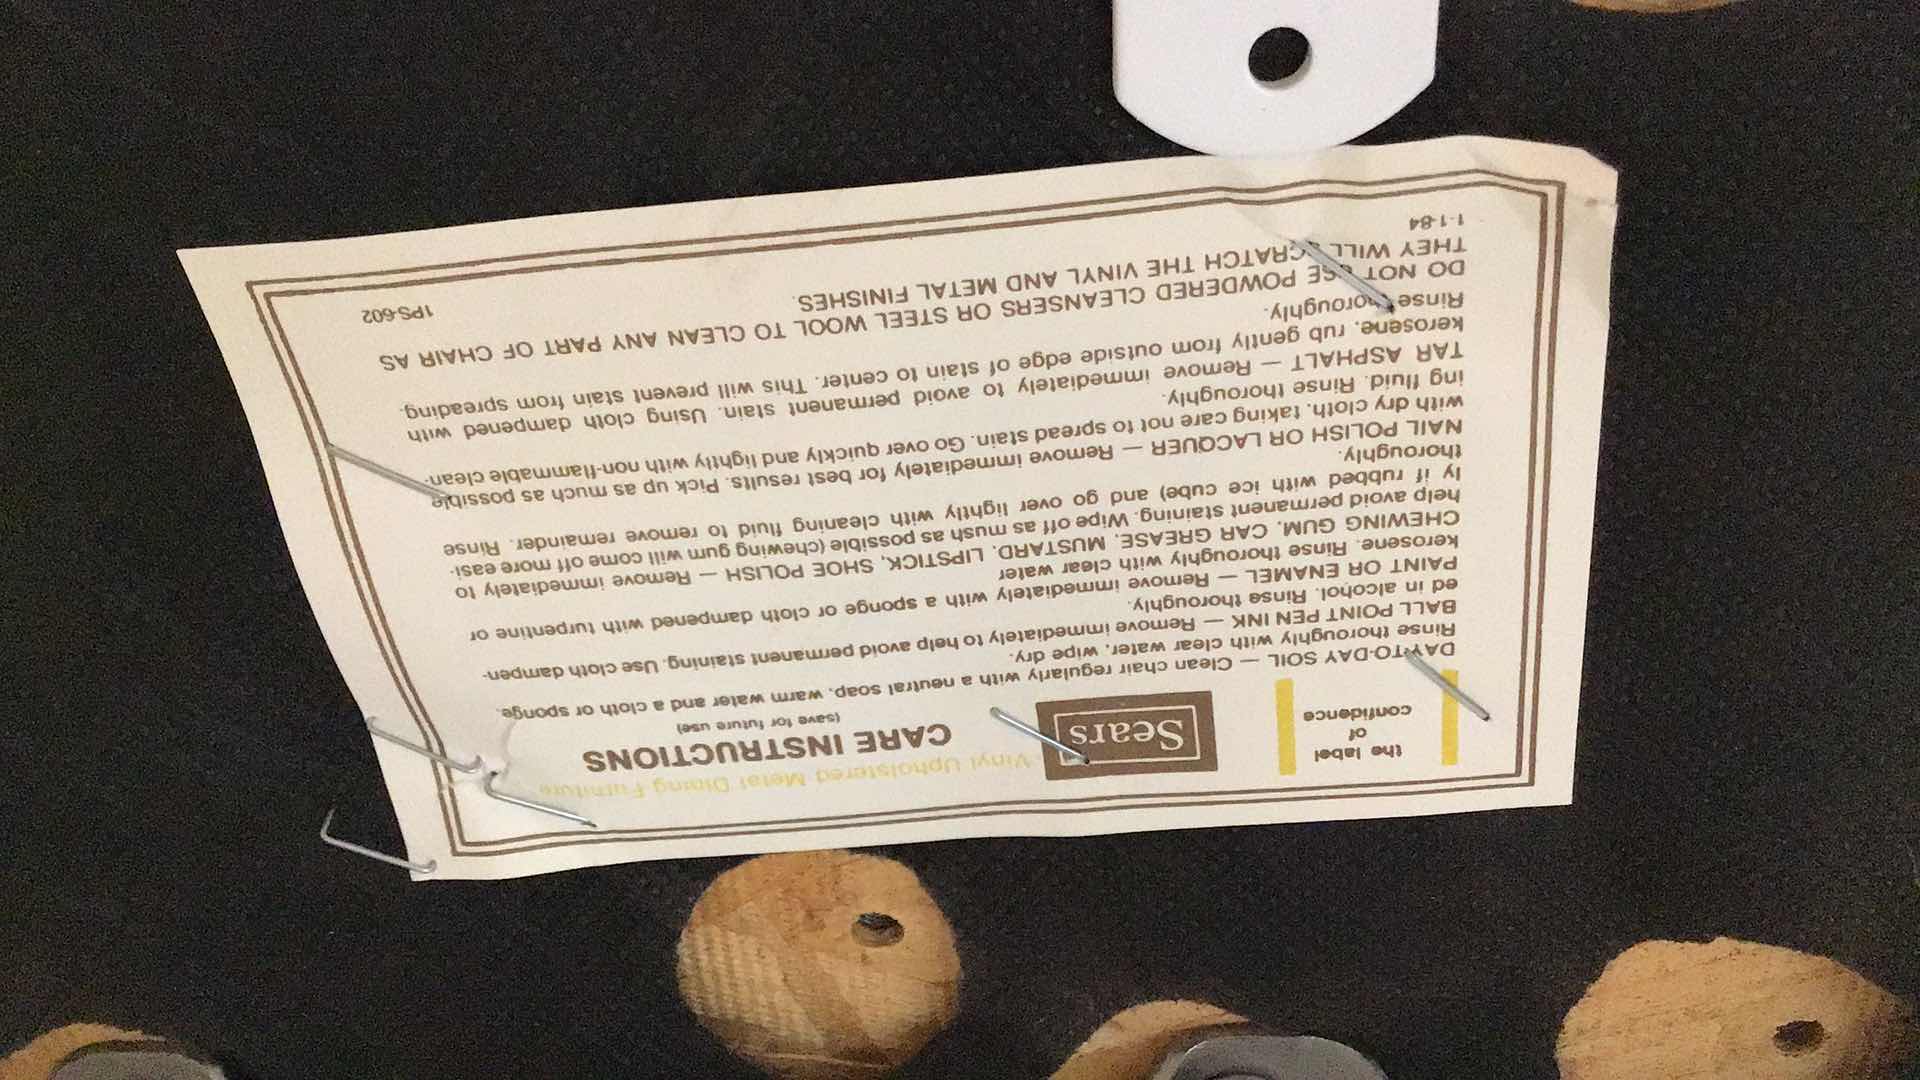 the label
of
confidence
Sears
Vinyl Upholstered Metal Dining Furniture
CARE INSTRUCTIONS
(save for future use)
DAY-TO-DAY SOIL — Clean chair regularly with a neutral soap, warm water and a cloth or sponge.
Rinse thoroughly with clear water, wipe dry.
BALL POINT PEN INK — Remove immediately to help avoid permanent staining. Use cloth dampen-
ed in alcohol. Rinse thoroughly.
PAINT OR ENAMEL — Remove immediately with a sponge or cloth dampened with turpentine or
kerosene. Rinse thoroughly with clear water
CHEWING GUM, CAR GREASE, MUSTARD, LIPSTICK, SHOE POLISH — Remove immediately to
help avoid permanent staining. Wipe off as mush as possible (chewing gum will come off more easi-
ly if rubbed with ice cube) and go over lightly with cleaning fluid to remove remainder. Rinse
thoroughly.
NAIL POLISH OR LACQUER — Remove immediately for best results. Pick up as much as possible
with dry cloth, taking care not to spread stain. Go over quickly and lightly with non-flammable clean-
ing fluid. Rinse thoroughly.
TAR ASPHALT — Remove immediately to avoid permanent stain. Using cloth dampened with
kerosene, rub gently from outside edge of stain to center. This will prevent stain from spreading.
Rinse thoroughly.
DO NOT USE POWDERED CLEANSERS OR STEEL WOOL TO CLEAN ANY PART OF CHAIR AS
THEY WILL SCRATCH THE VINYL AND METAL FINISHES.
1-1-84
1PS-602